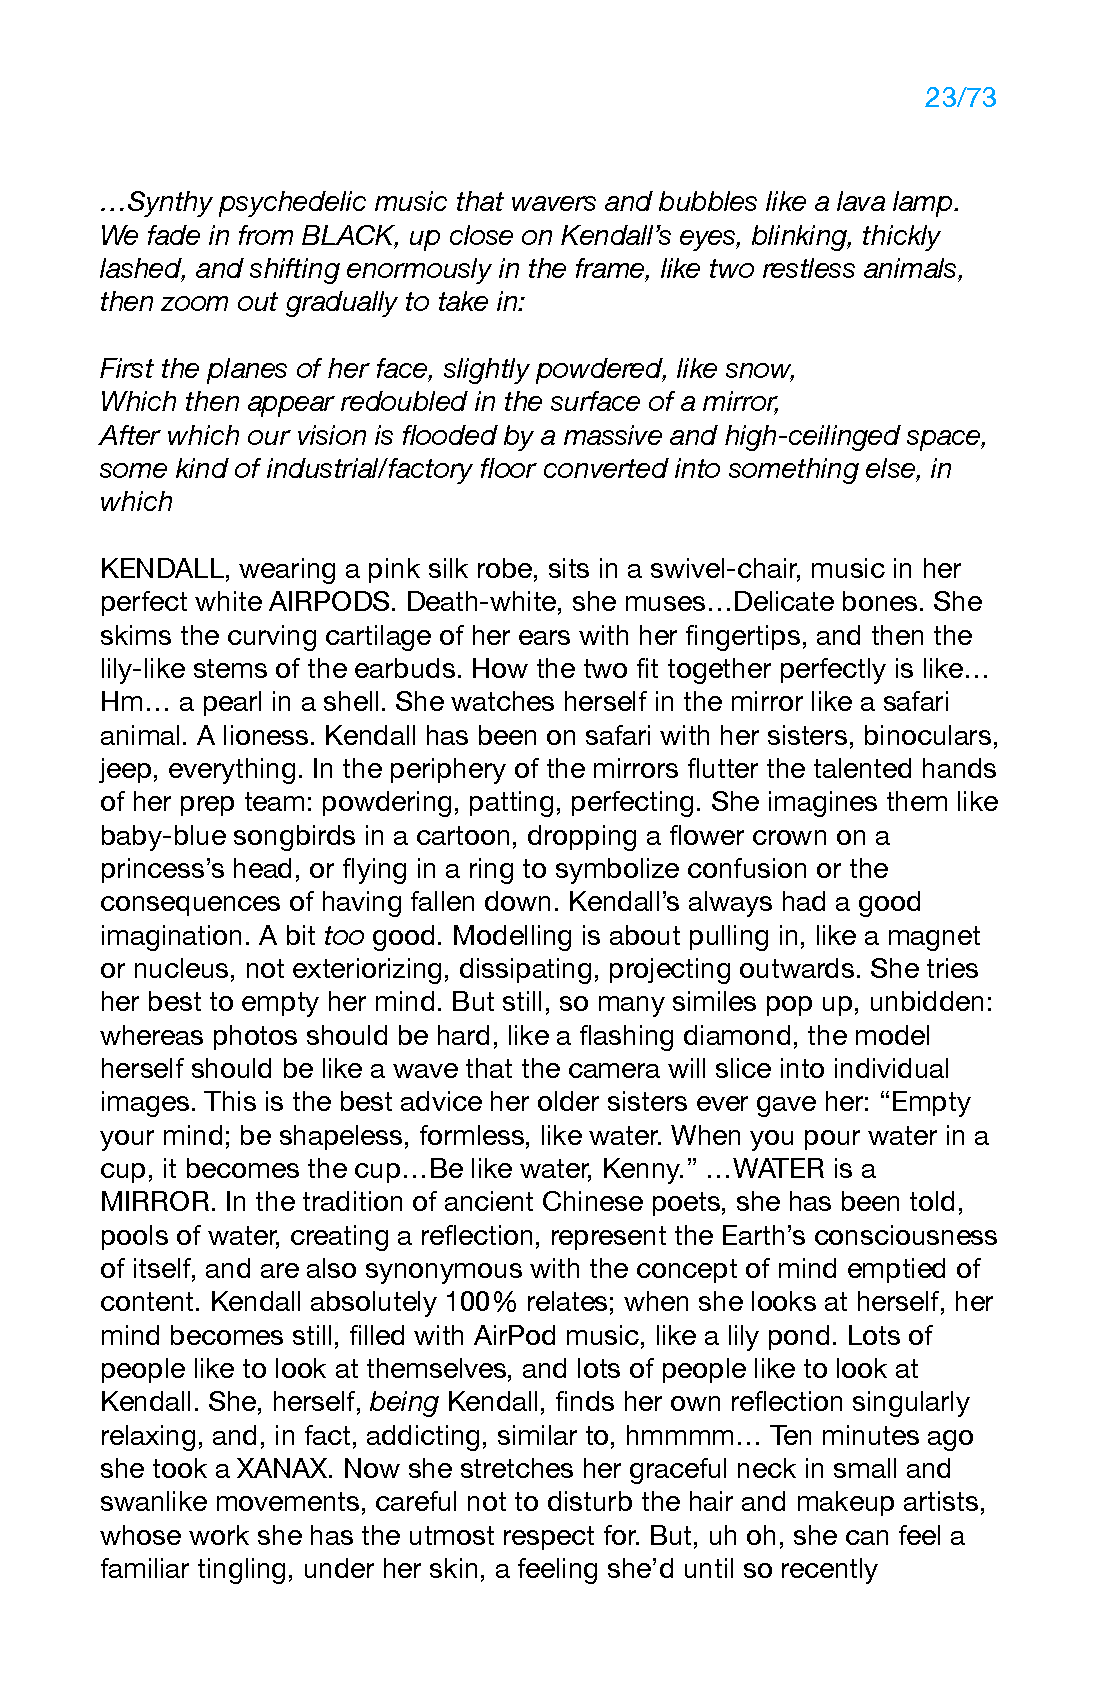 23/73
…Synthy psychedelic music that wavers and bubbles like a lava lamp.
We fade in from BLACK, up close on Kendall’s eyes, blinking, thickly
lashed, and shifting enormously in the frame, like two restless animals,
then zoom out gradually to take in:
First the planes of her face, slightly powdered, like snow,
Which then appear redoubled in the surface of a mirror,
After which our vision is flooded by a massive and high-ceilinged space,
some kind of industrial/factory floor converted into something else, in
which
KENDALL, wearing a pink silk robe, sits in a swivel-chair, music in her
perfect white AIRPODS. Death-white, she muses…Delicate bones. She
skims the curving cartilage of her ears with her fingertips, and then the
lily-like stems of the earbuds. How the two fit together perfectly is like…
Hm… a pearl in a shell. She watches herself in the mirror like a safari
animal. A lioness. Kendall has been on safari with her sisters, binoculars,
jeep, everything. In the periphery of the mirrors flutter the talented hands
of her prep team: powdering, patting, perfecting. She imagines them like
baby-blue songbirds in a cartoon, dropping a flower crown on a
princess’s head, or flying in a ring to symbolize confusion or the
consequences of having fallen down. Kendall’s always had a good
imagination. A bit too good. Modelling is about pulling in, like a magnet
or nucleus, not exteriorizing, dissipating, projecting outwards. She tries
her best to empty her mind. But still, so many similes pop up, unbidden:
whereas photos should be hard, like a flashing diamond, the model
herself should be like a wave that the camera will slice into individual
images. This is the best advice her older sisters ever gave her: “Empty
your mind; be shapeless, formless, like water. When you pour water in a
cup, it becomes the cup…Be like water, Kenny.” …WATER is a
MIRROR. In the tradition of ancient Chinese poets, she has been told,
pools of water, creating a reflection, represent the Earth’s consciousness
of itself, and are also synonymous with the concept of mind emptied of
content. Kendall absolutely 100% relates; when she looks at herself, her
mind becomes still, filled with AirPod music, like a lily pond. Lots of
people like to look at themselves, and lots of people like to look at
Kendall. She, herself, being Kendall, finds her own reflection singularly
relaxing, and, in fact, addicting, similar to, hmmmm… Ten minutes ago
she took a XANAX. Now she stretches her graceful neck in small and
swanlike movements, careful not to disturb the hair and makeup artists,
whose work she has the utmost respect for. But, uh oh, she can feel a
familiar tingling, under her skin, a feeling she’d until so recently